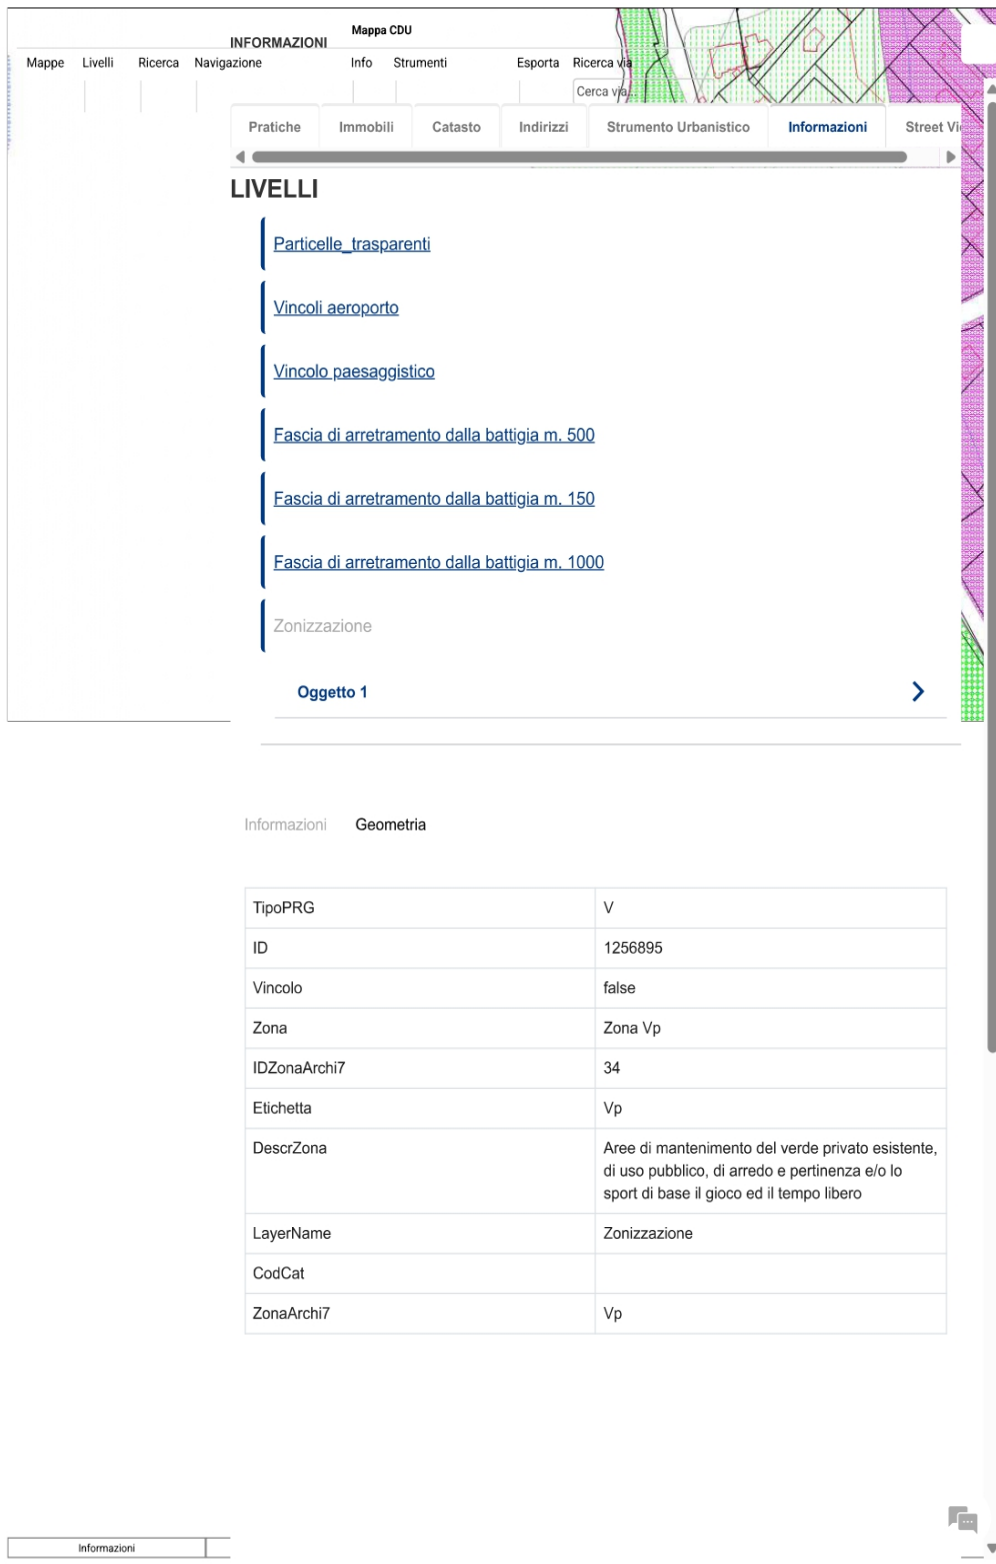 Mappa CDU
INFORMAZIONI
Mappe Livelli Ricerca Navigazione Info Strumenti Esporta Ricerca via
Cerca via...
Pratiche Immobili Catasto Indirizzi Strumento Urbanistico Informazioni Street Vi
LIVELLI
Particelle_trasparenti
Vincoli aeroporto
Vincolo paesaggistico
Fascia di arretramento dalla battigia m. 500
Fascia di arretramento dalla battigia m. 150
Fascia di arretramento dalla battigia m. 1000
Zonizzazione
Oggetto 1
Informazioni Geometria
TipoPRG V
ID 1256895
Vincolo false
Zona Zona Vp
IDZonaArchi7 34
Etichetta Vp
DescrZona Aree di mantenimento del verde privato esistente,
di uso pubblico, di arredo e pertinenza e/o lo
sport di base il gioco ed il tempo libero
LayerName Zonizzazione
CodCat
ZonaArchi7 Vp
Informazioni